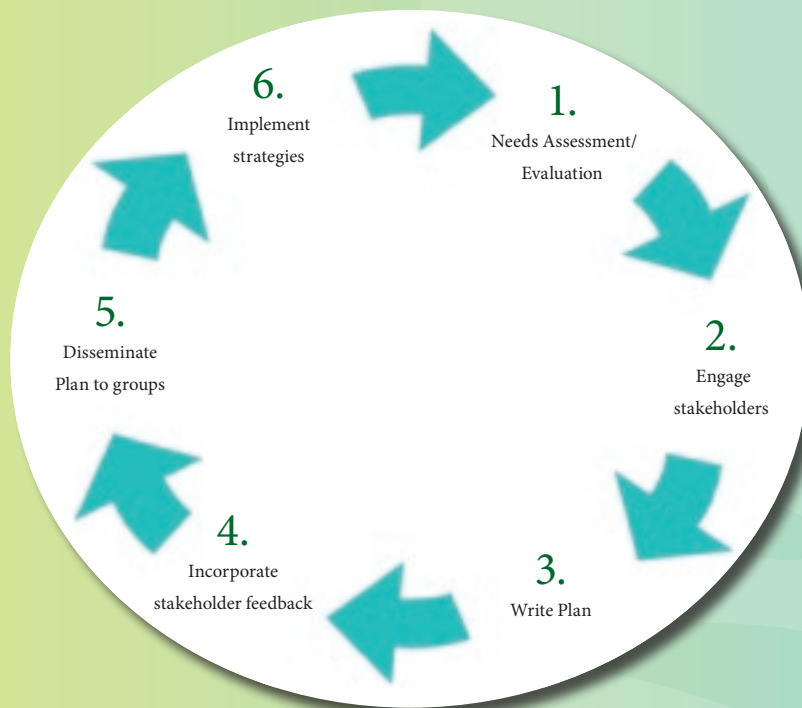 1.
Needs Assessment/
Evaluation
2.
Engage
stakeholders
3.
Write Plan
4.
Incorporate
stakeholder feedback
5.
Disseminate
Plan to groups
6.
Implement
strategies